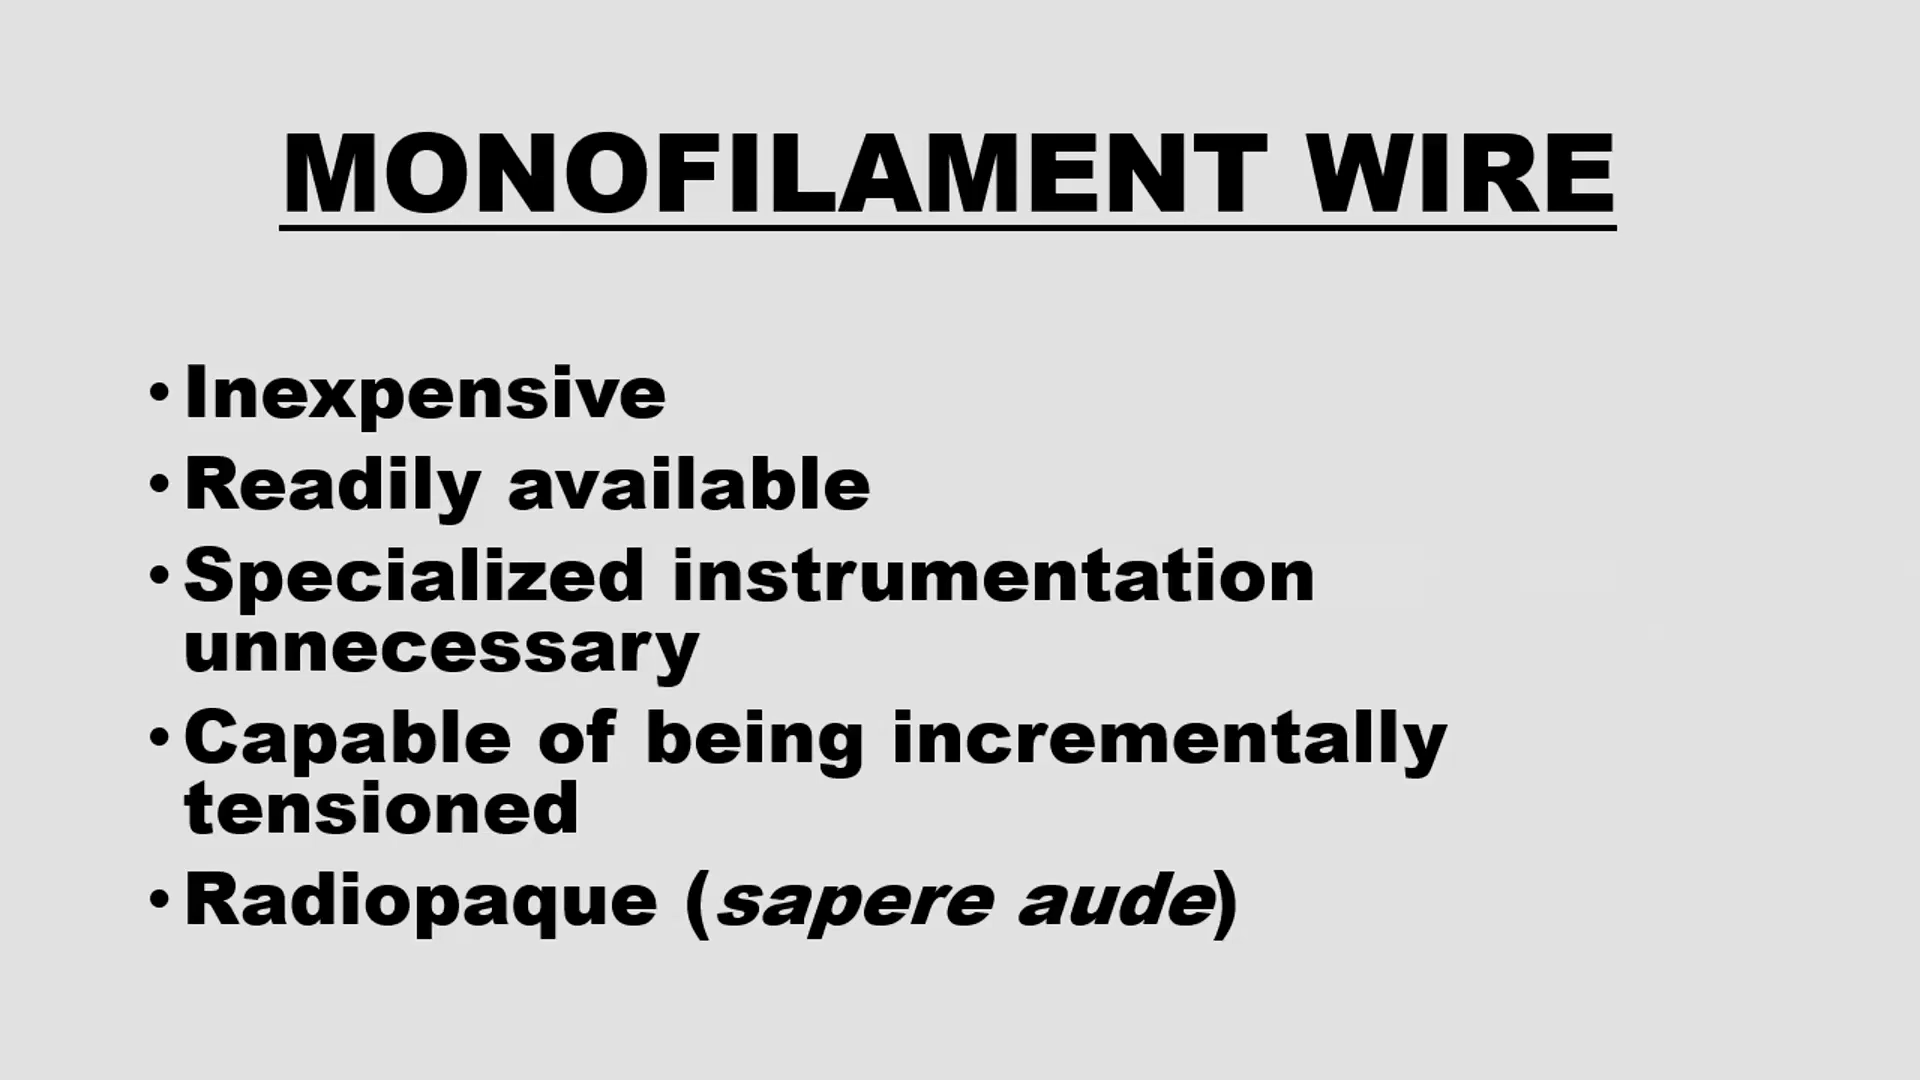 MONOFILAMENT WIRE
• Inexpensive
• Readily available
• Specialized instrumentation
unnecessary
• Capable of being incrementally
tensioned
• Radiopaque (sapere aude)